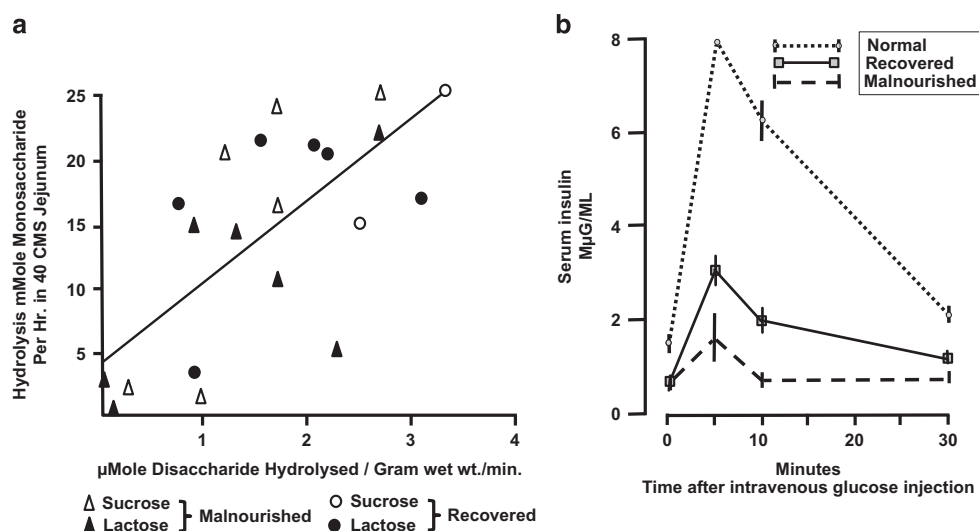 a
Hydrolysis mMole Monosaccharide
Per Hr. in 40 CMS Jejunum
25
20
15
10
5
1
2
3
4
µMole Disaccharide Hydrolysed / Gram wet wt./min.
Sucrose
Lactose
Malnourished
Sucrose
Lactose
Recovered
b
Serum insulin
MµG/ML
8
6
4
2
0
Normal
Recovered
Malnourished
0
5
10
20
30
Minutes
Time after intravenous glucose injection